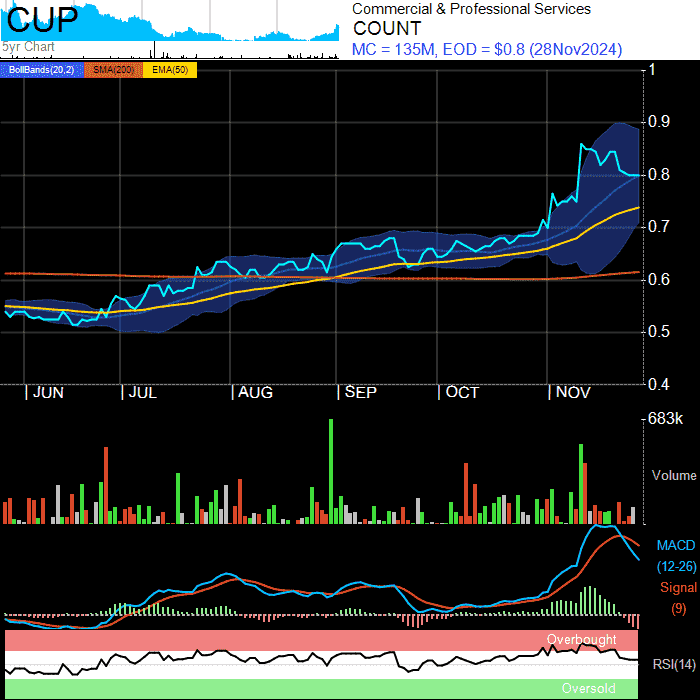 CUP
5yr Chart
Commercial & Professional Services
COUNT
MC = 135M, EOD = $0.8 (28Nov2024)
BollBands(20,2) SMA(200) EMA(50)
1
0.9
0.8
0.7
0.6
0.5
0.4
JUN JUL AUG SEP OCT NOV
683k
Volume
MACD
(12-26)
Signal
(9)
Overbought
RSI(14)
Oversold